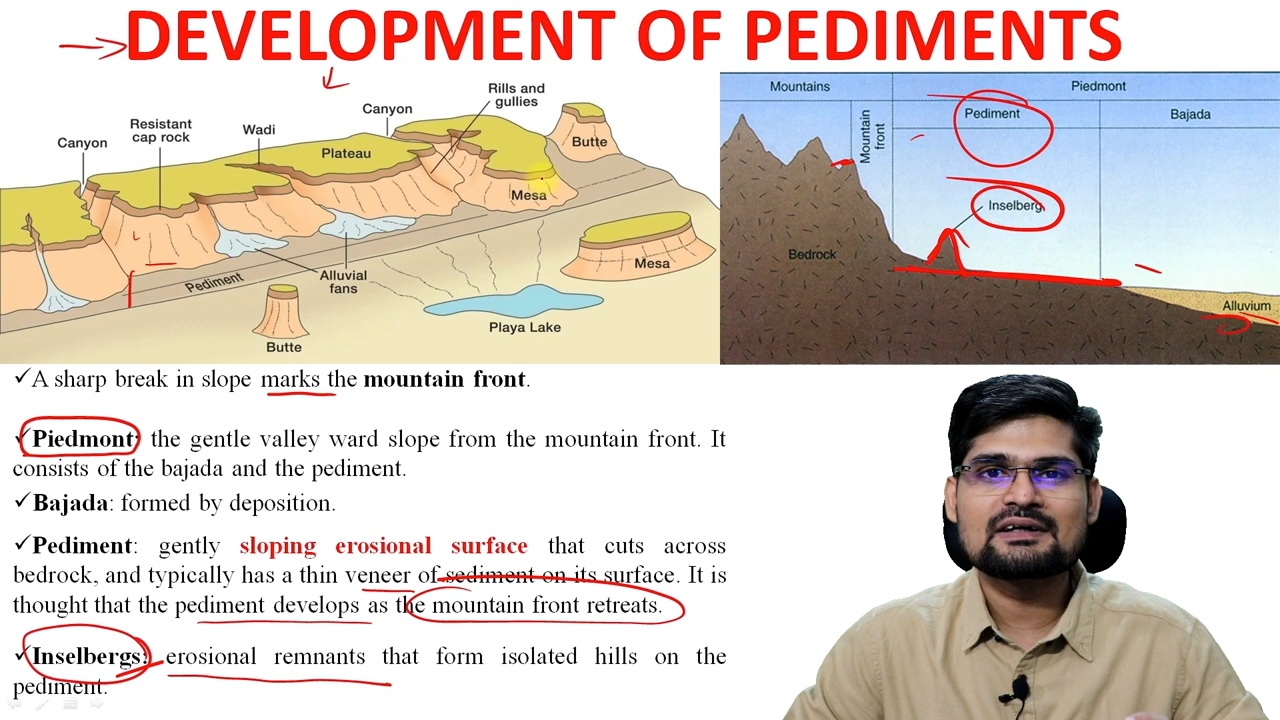 DEVELOPMENT OF PEDIMENTS
Canyon
Resistant
cap rock
Wadi
Canyon
Rills and
gullies
Plateau
Butte
Mesa
Mesa
Pediment
Alluvial
fans
Butte
Playa Lake
Mountains
Piedmont
Mountain
front
Pediment
Bajada
Inselberg
Bedrock
Alluvium
✓A sharp break in slope marks the mountain front.
✓Piedmont: the gentle valley ward slope from the mountain front. It
consists of the bajada and the pediment.
✓Bajada: formed by deposition.
✓Pediment: gently sloping erosional surface that cuts across
bedrock, and typically has a thin veneer of sediment on its surface. It is
thought that the pediment develops as the mountain front retreats.
✓Inselbergs: erosional remnants that form isolated hills on the
pediment.